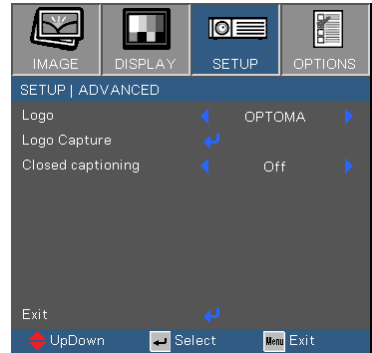 IMAGE DISPLAY SETUP OPTIONS
SETUP | ADVANCED
Logo OPTOMA
Logo Capture
Closed captioning Off
Exit
UpDown Select Menu Exit